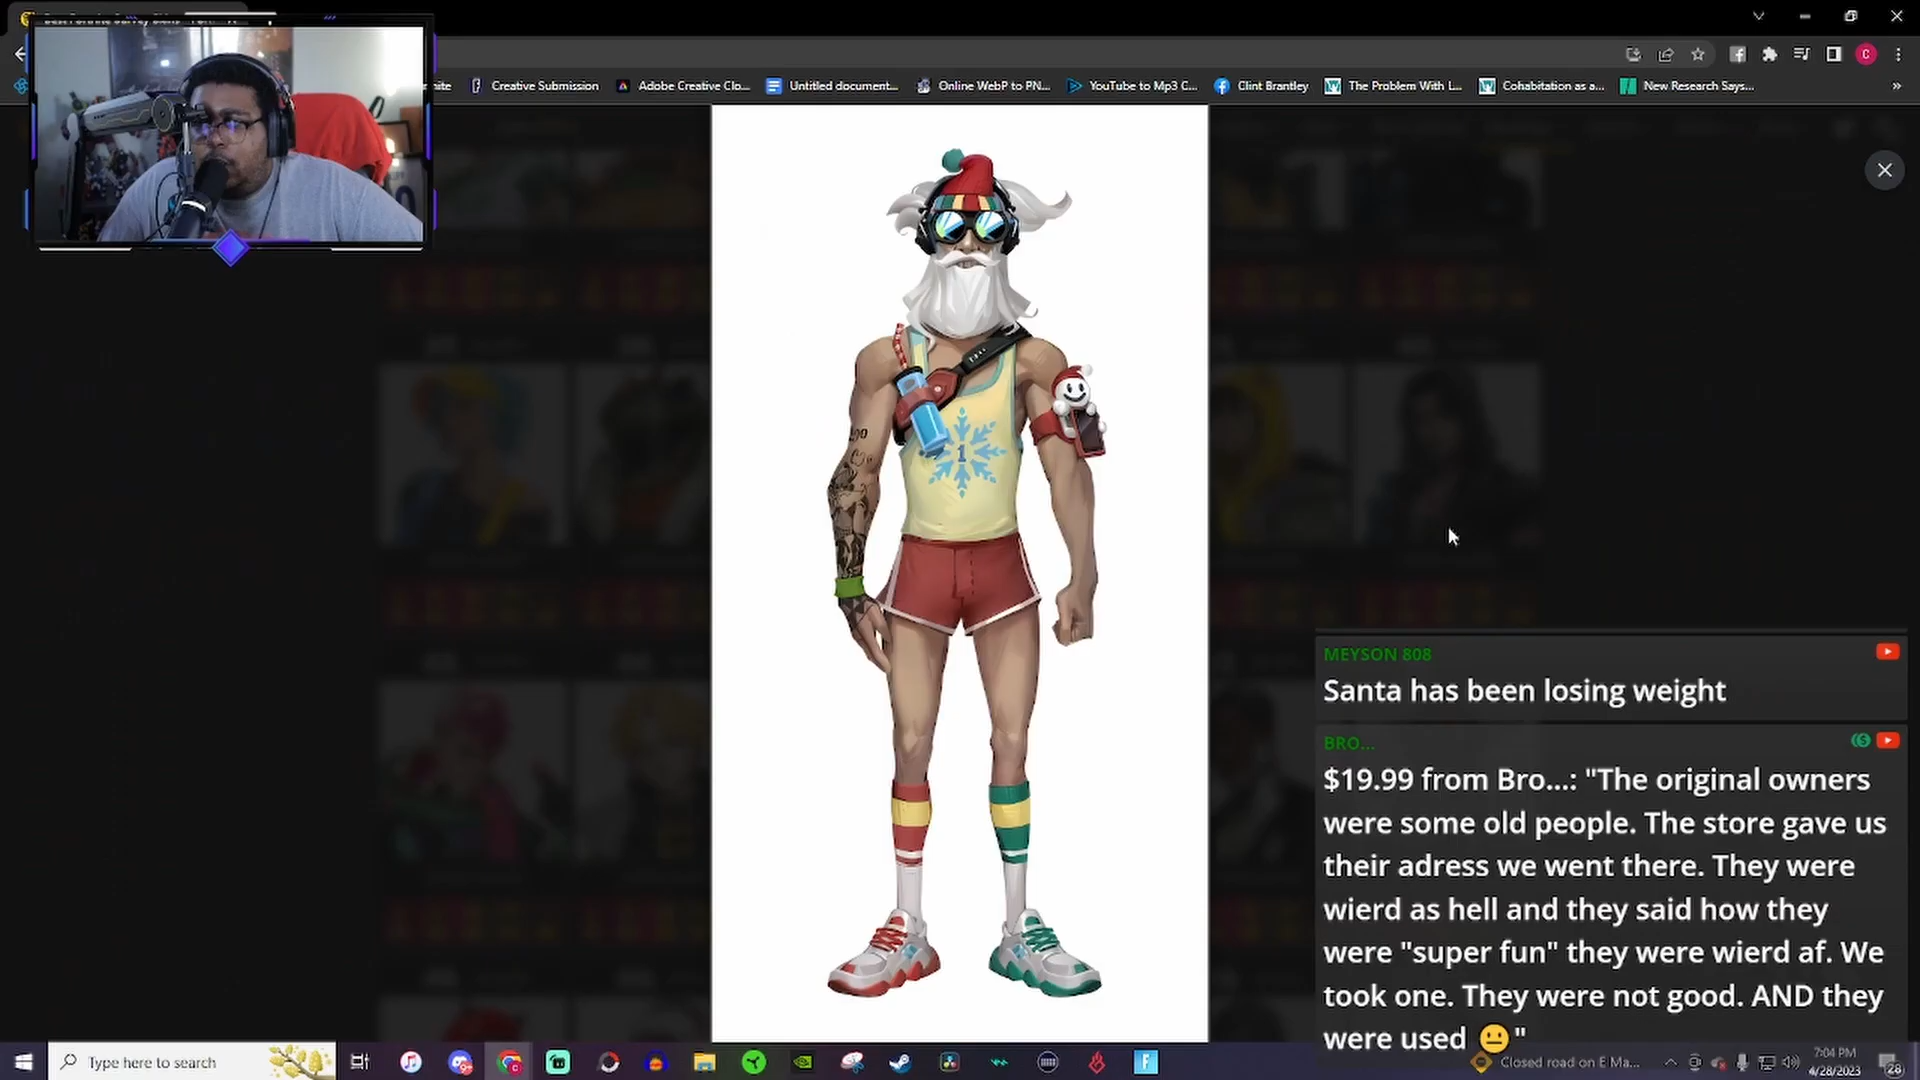 nite
Creative Submission
Adobe Creative Clo...
Untitled document...
Online WebP to PN...
YouTube to Mp3 C...
Clint Brantley
The Problem With L...
Cohabitation as a...
New Research Says...
»
C
1
MEYSON 808
Santa has been losing weight
BRO...
$19.99 from Bro...: "The original owners
were some old people. The store gave us
their adress we went there. They were
wierd as hell and they said how they
were "super fun" they were wierd af. We
took one. They were not good. AND they
were used 😐"
Type here to search
Closed road on E Ma...
7:04 PM
4/28/2023
28